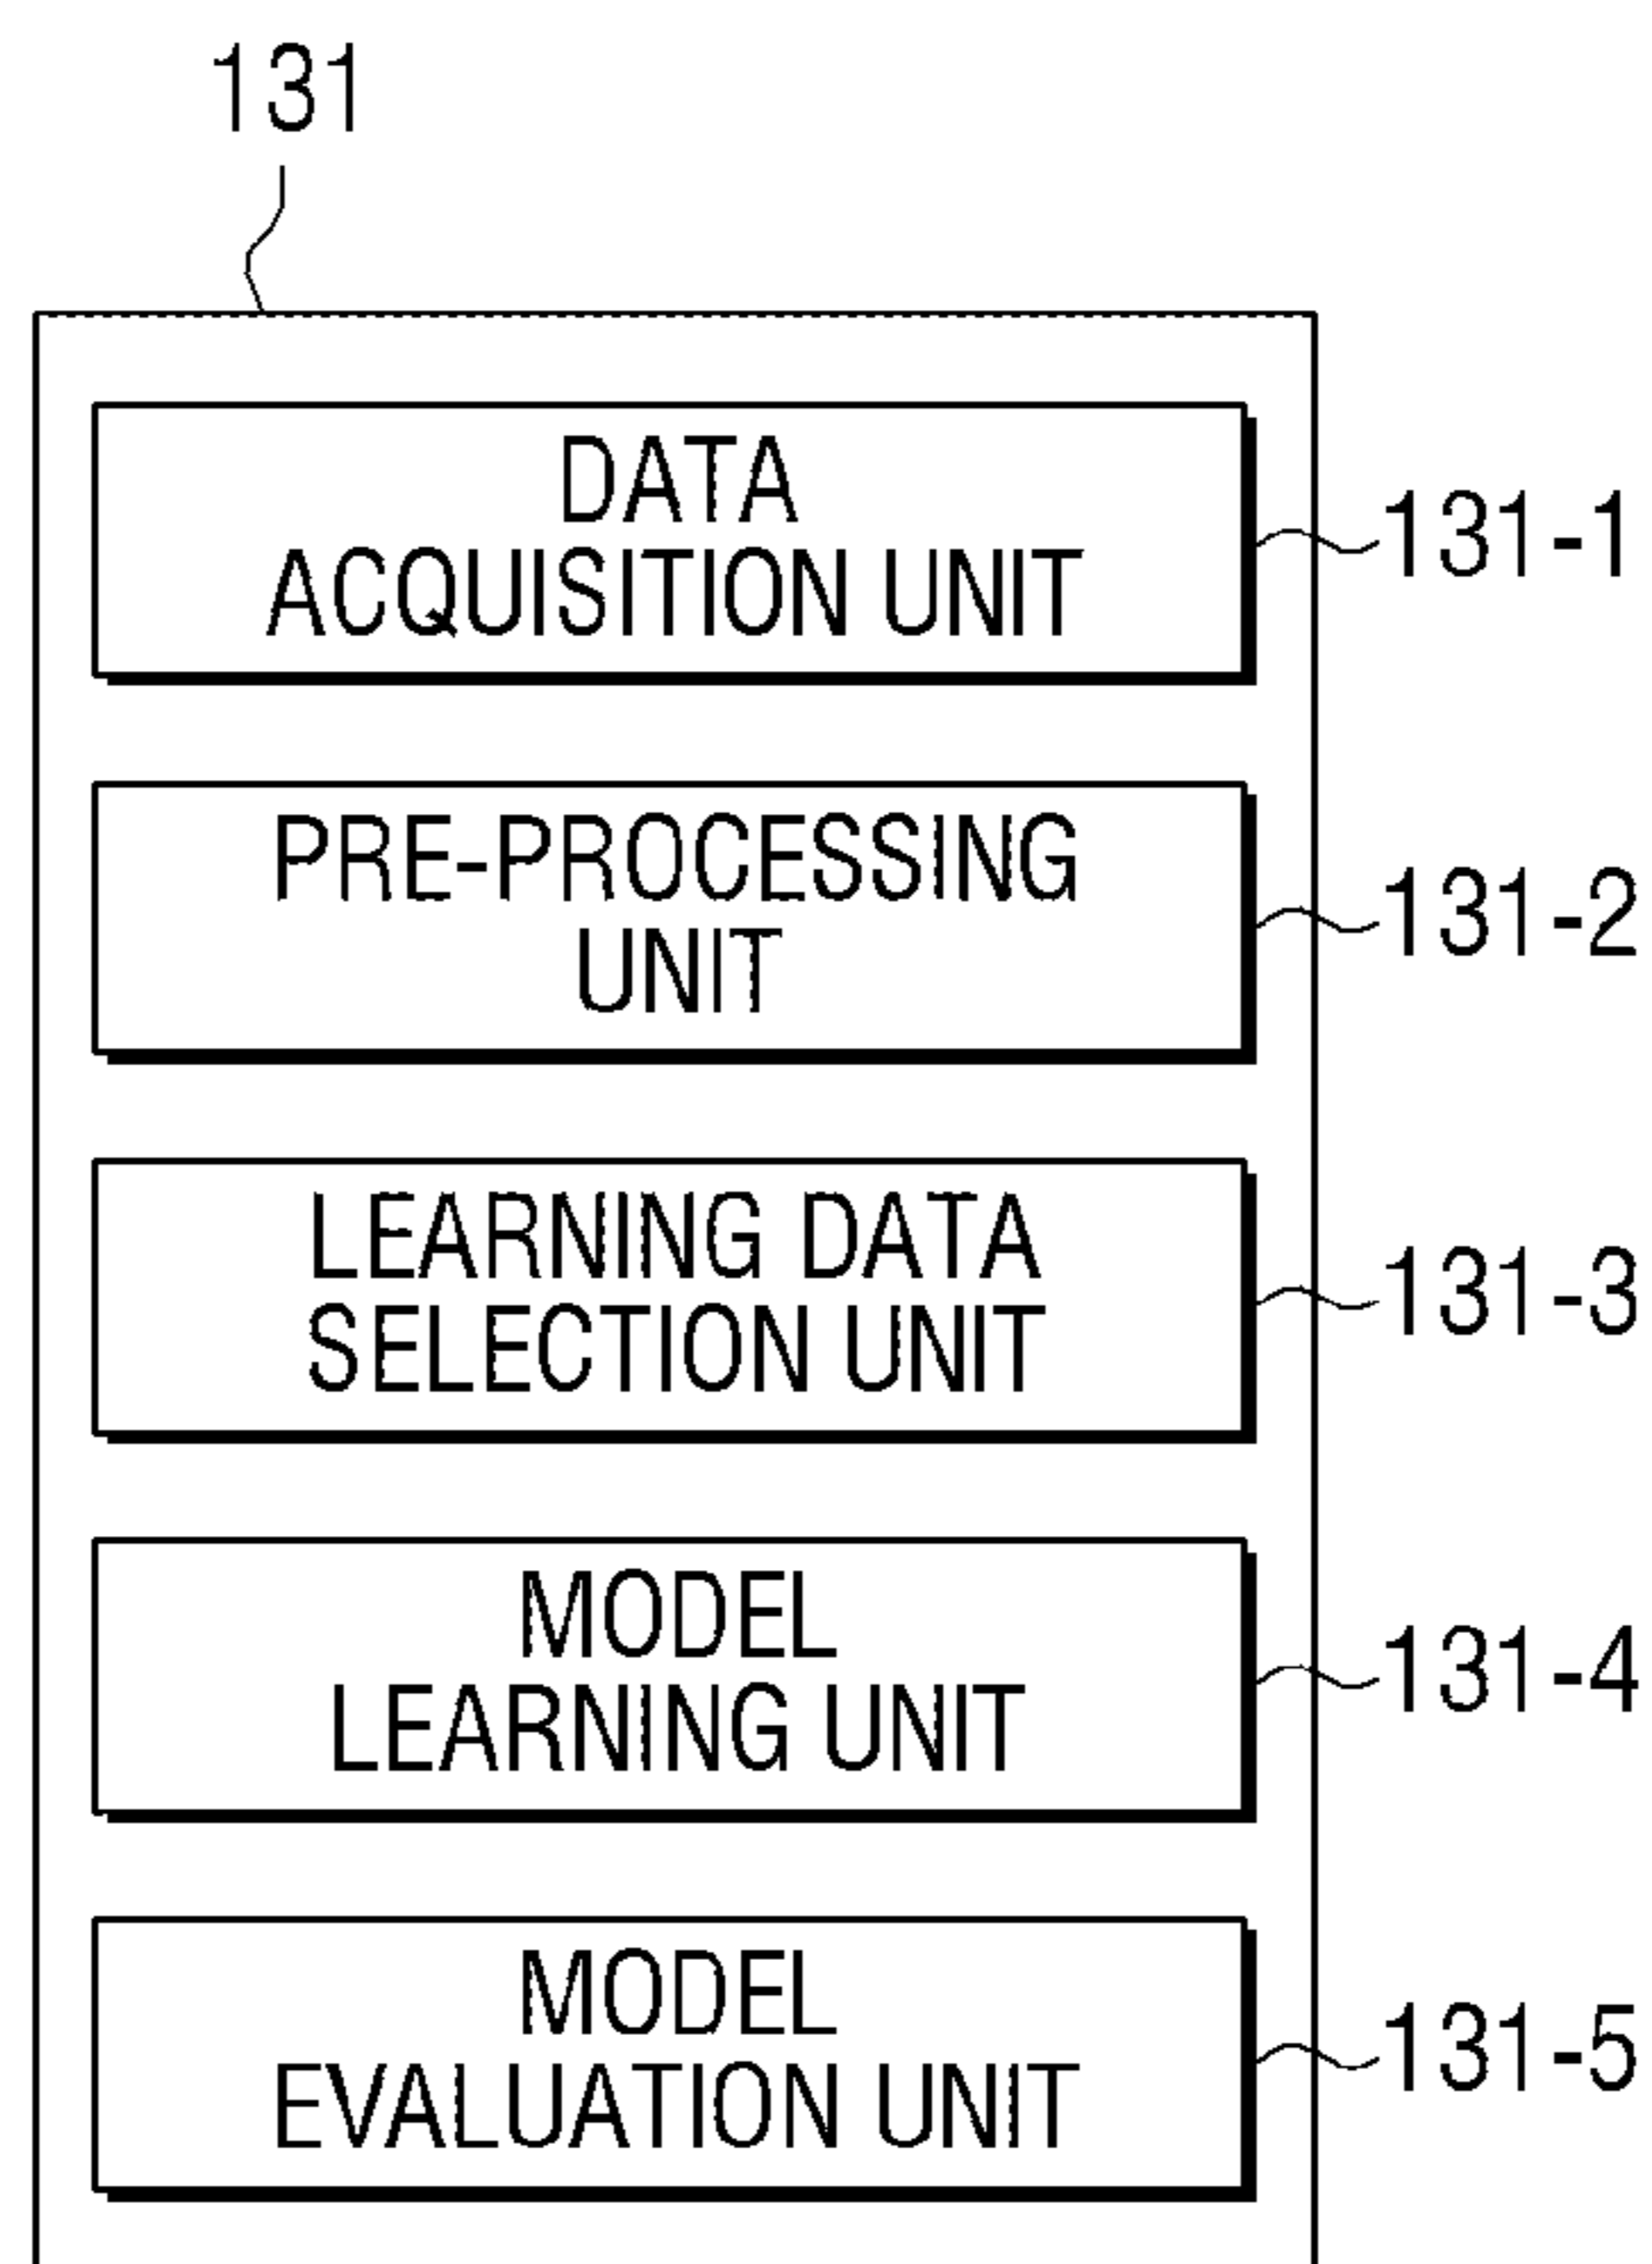 131
DATA
ACQUISITION UNIT
131-1
PRE-PROCESSING
UNIT
131-2
LEARNING DATA
SELECTION UNIT
131-3
MODEL
LEARNING UNIT
131-4
MODEL
EVALUATION UNIT
131-5